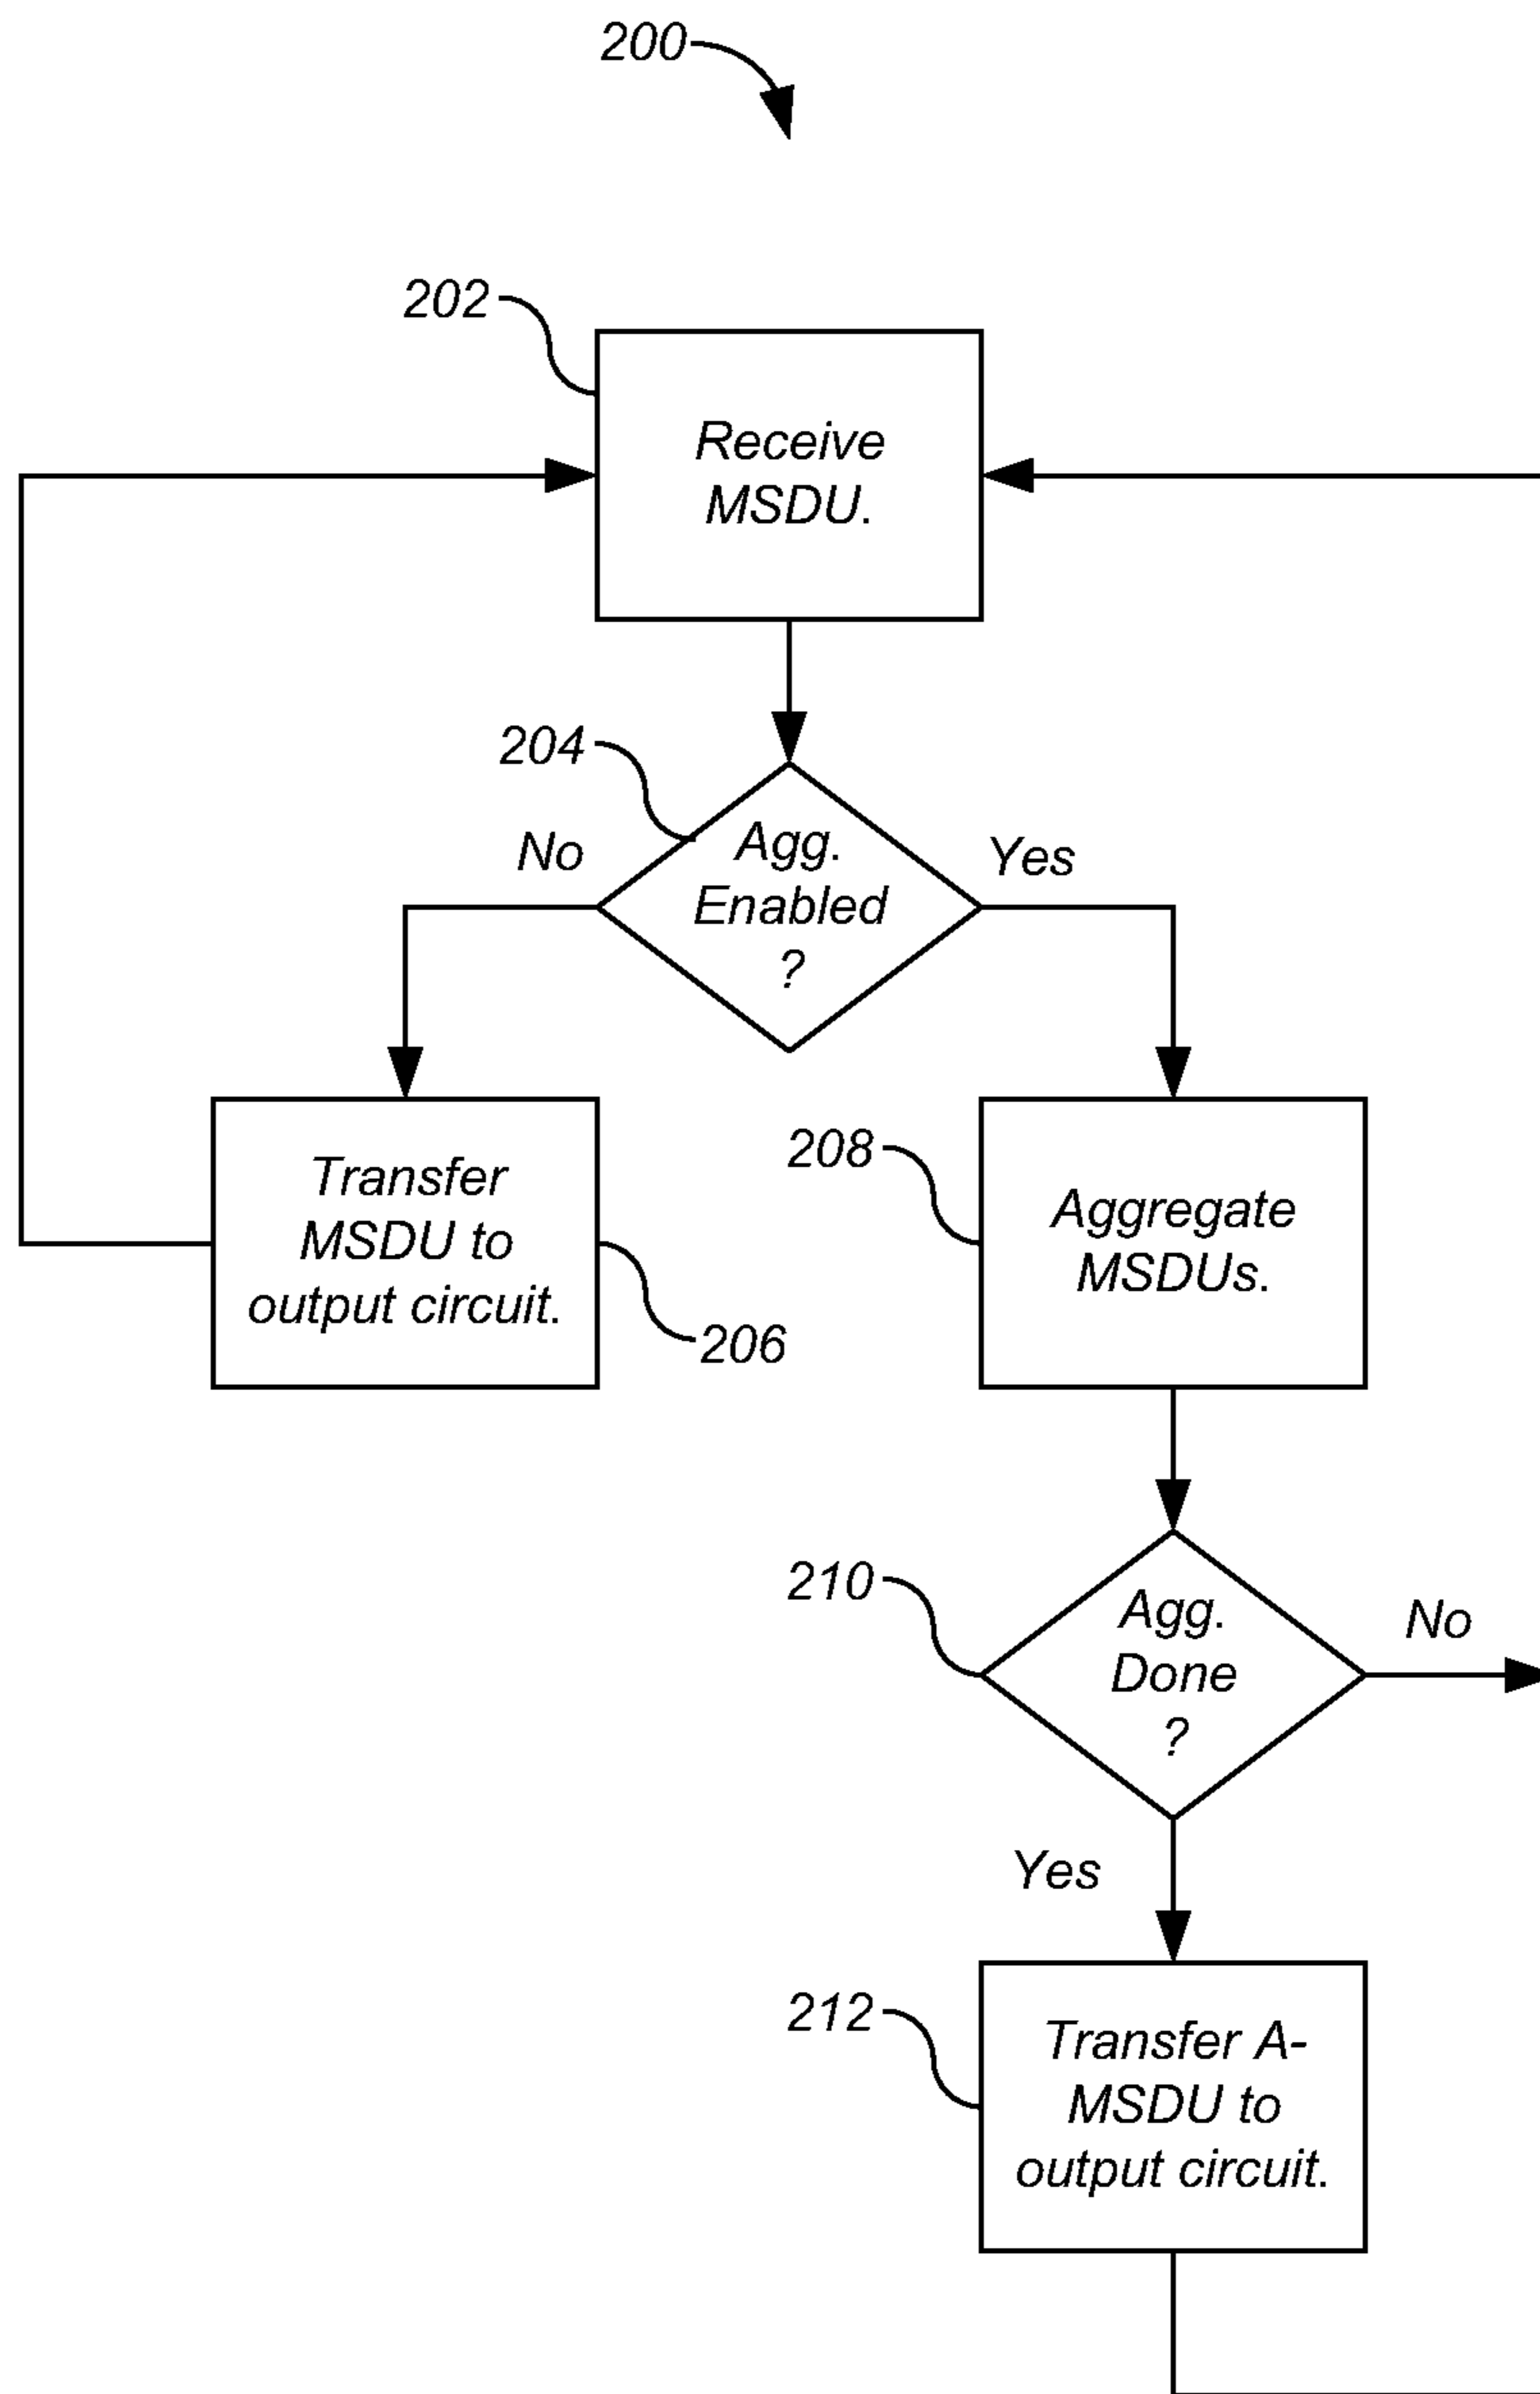 200
202
Receive
MSDU.
204
No
Agg.
Enabled
?
Yes
Transfer
MSDU to
output circuit.
206
208
Aggregate
MSDUs.
210
Agg.
Done
?
No
Yes
212
Transfer A-
MSDU to
output circuit.